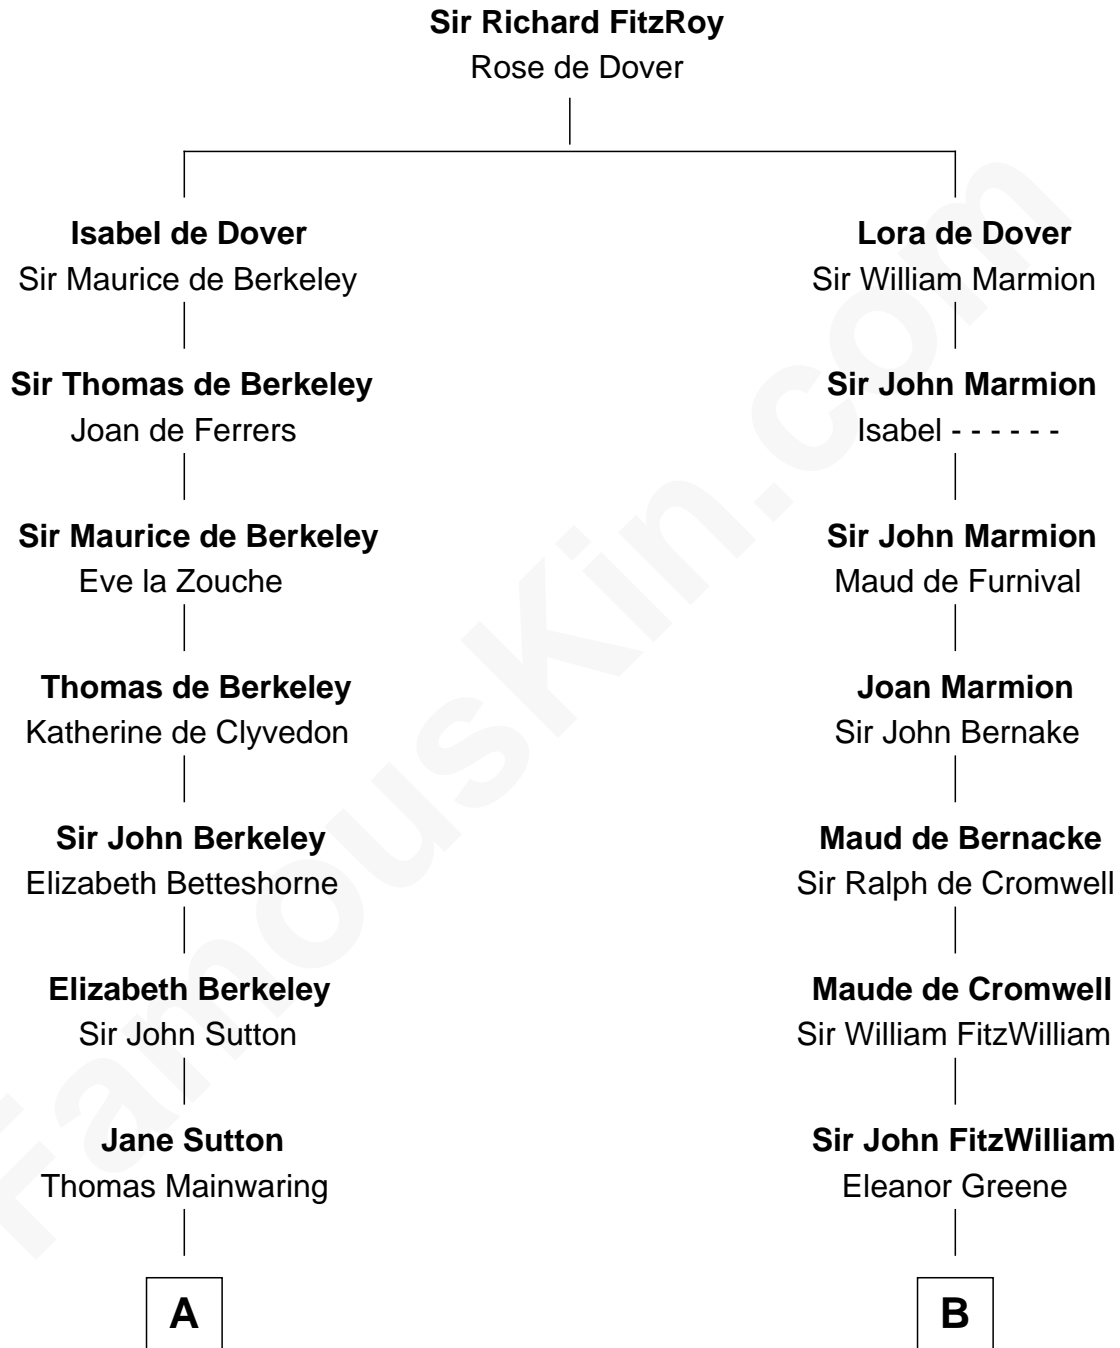 Sir Richard FitzRoy
Rose de Dover
Isabel de Dover
Sir Maurice de Berkeley
Lora de Dover
Sir William Marmion
Sir Thomas de Berkeley
Joan de Ferrers
Sir John Marmion
Isabel - - - - - -
Sir Maurice de Berkeley
Eve la Zouche
Sir John Marmion
Maud de Furnival
Thomas de Berkeley
Katherine de Clyvedon
Joan Marmion
Sir John Bernake
Sir John Berkeley
Elizabeth Betteshorne
Maud de Bernacke
Sir Ralph de Cromwell
Elizabeth Berkeley
Sir John Sutton
Maude de Cromwell
Sir William FitzWilliam
Jane Sutton
Thomas Mainwaring
Sir John FitzWilliam
Eleanor Greene
A
B
FamousKin.com